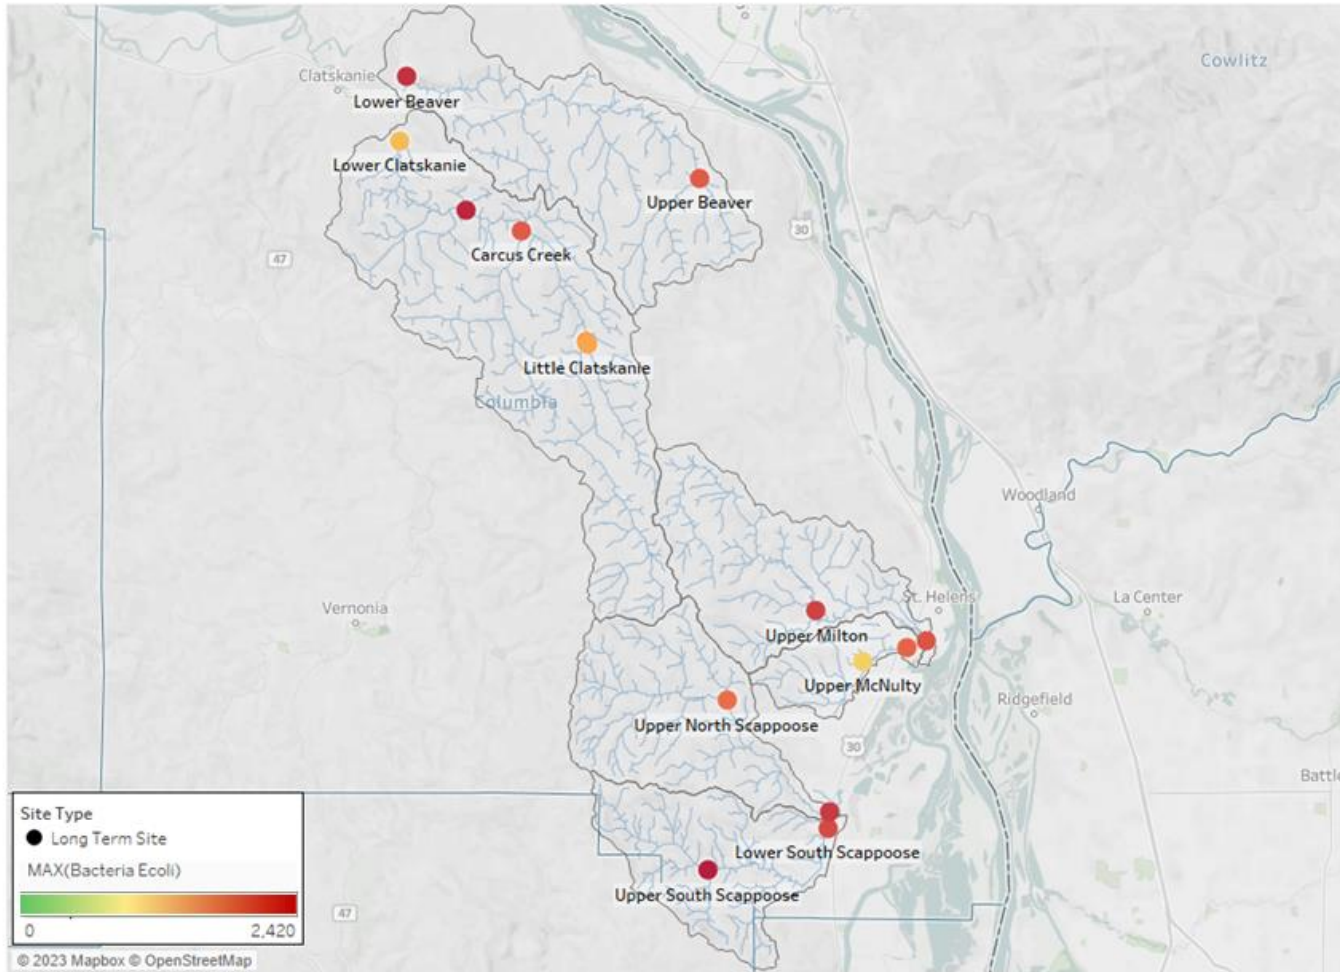 Cowlitz
Clatskanie
Lower Beaver
Lower Clatskanie
Upper Beaver
30
Carcus Creek
47
Little Clatskanie
Columbia
Woodland
St. Helens
La Center
Vernonia
Upper Milton
Upper McNulty
Ridgefield
Upper North Scappoose
30
Battle
Site Type
Long Term Site
MAX(Bacteria Ecoli)
0 2,420
Lower South Scappoose
Upper South Scappoose
47
© 2023 Mapbox © OpenStreetMap